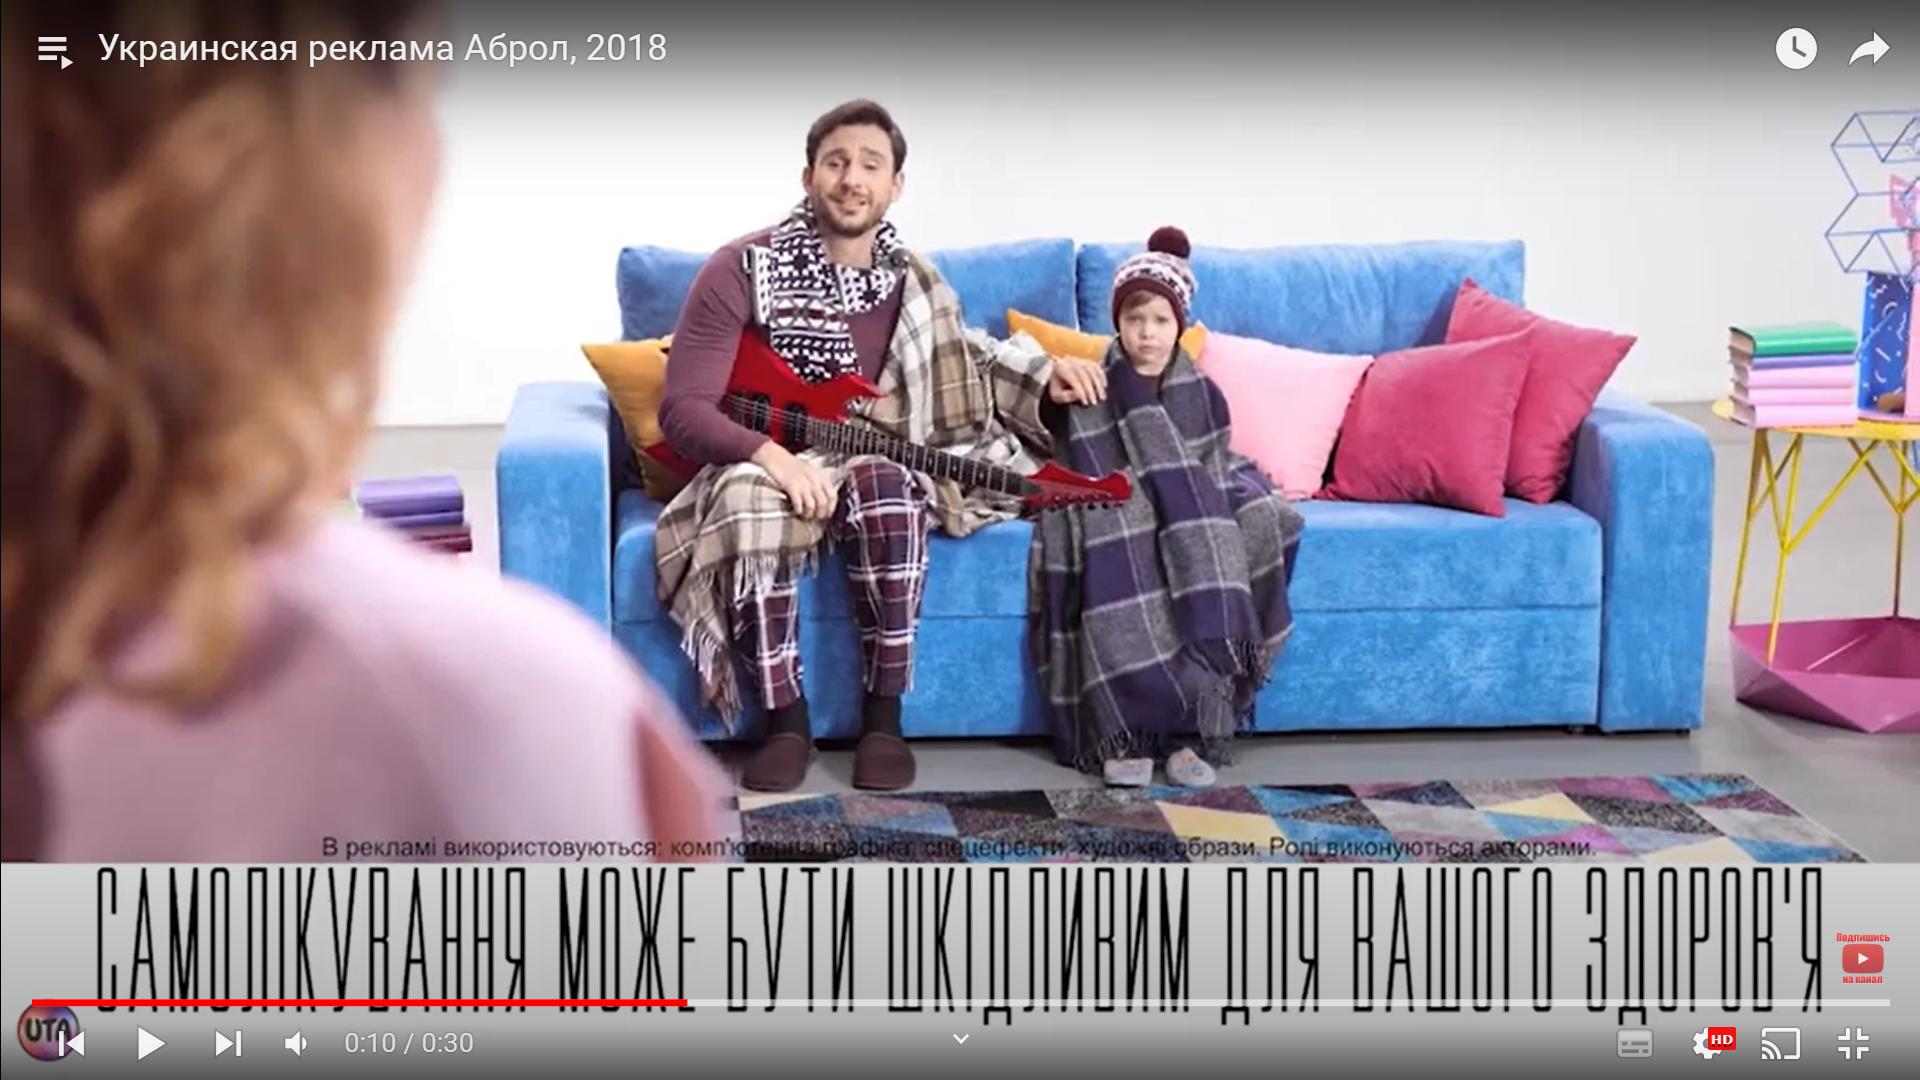 Украинская реклама Аброл, 2018
В рекламі використовуються: комп'ютерна графіка, спецефекти, художні образи. Ролі виконуються акторами.
САМОЛІКУВАННЯ МОЖЕ БУТИ ШКІДЛИВИМ ДЛЯ ВАШОГО ЗДОРОВ'Я
Подпишись
на канал
UTA
0:10 / 0:30
HD